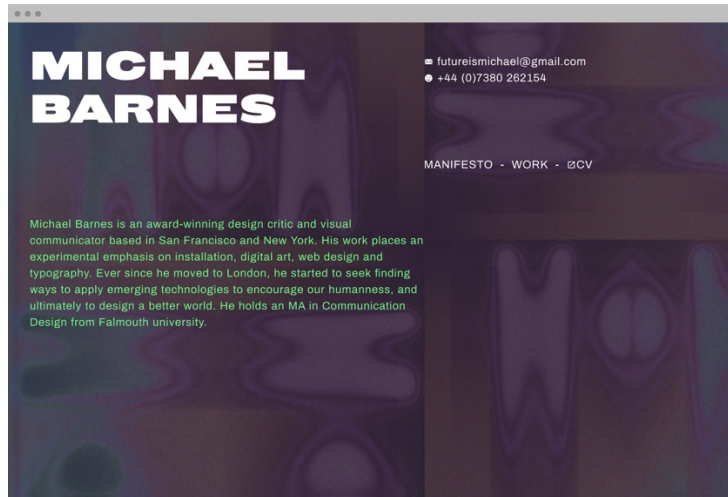 MICHAEL
BARNES
futureismichael@gmail.com
+44 (0)7380 262154
MANIFESTO - WORK - CV
Michael Barnes is an award-winning design critic and visual
communicator based in San Francisco and New York. His work places an
experimental emphasis on installation, digital art, web design and
typography. Ever since he moved to London, he started to seek finding
ways to apply emerging technologies to encourage our humanness, and
ultimately to design a better world. He holds an MA in Communication
Design from Falmouth university.